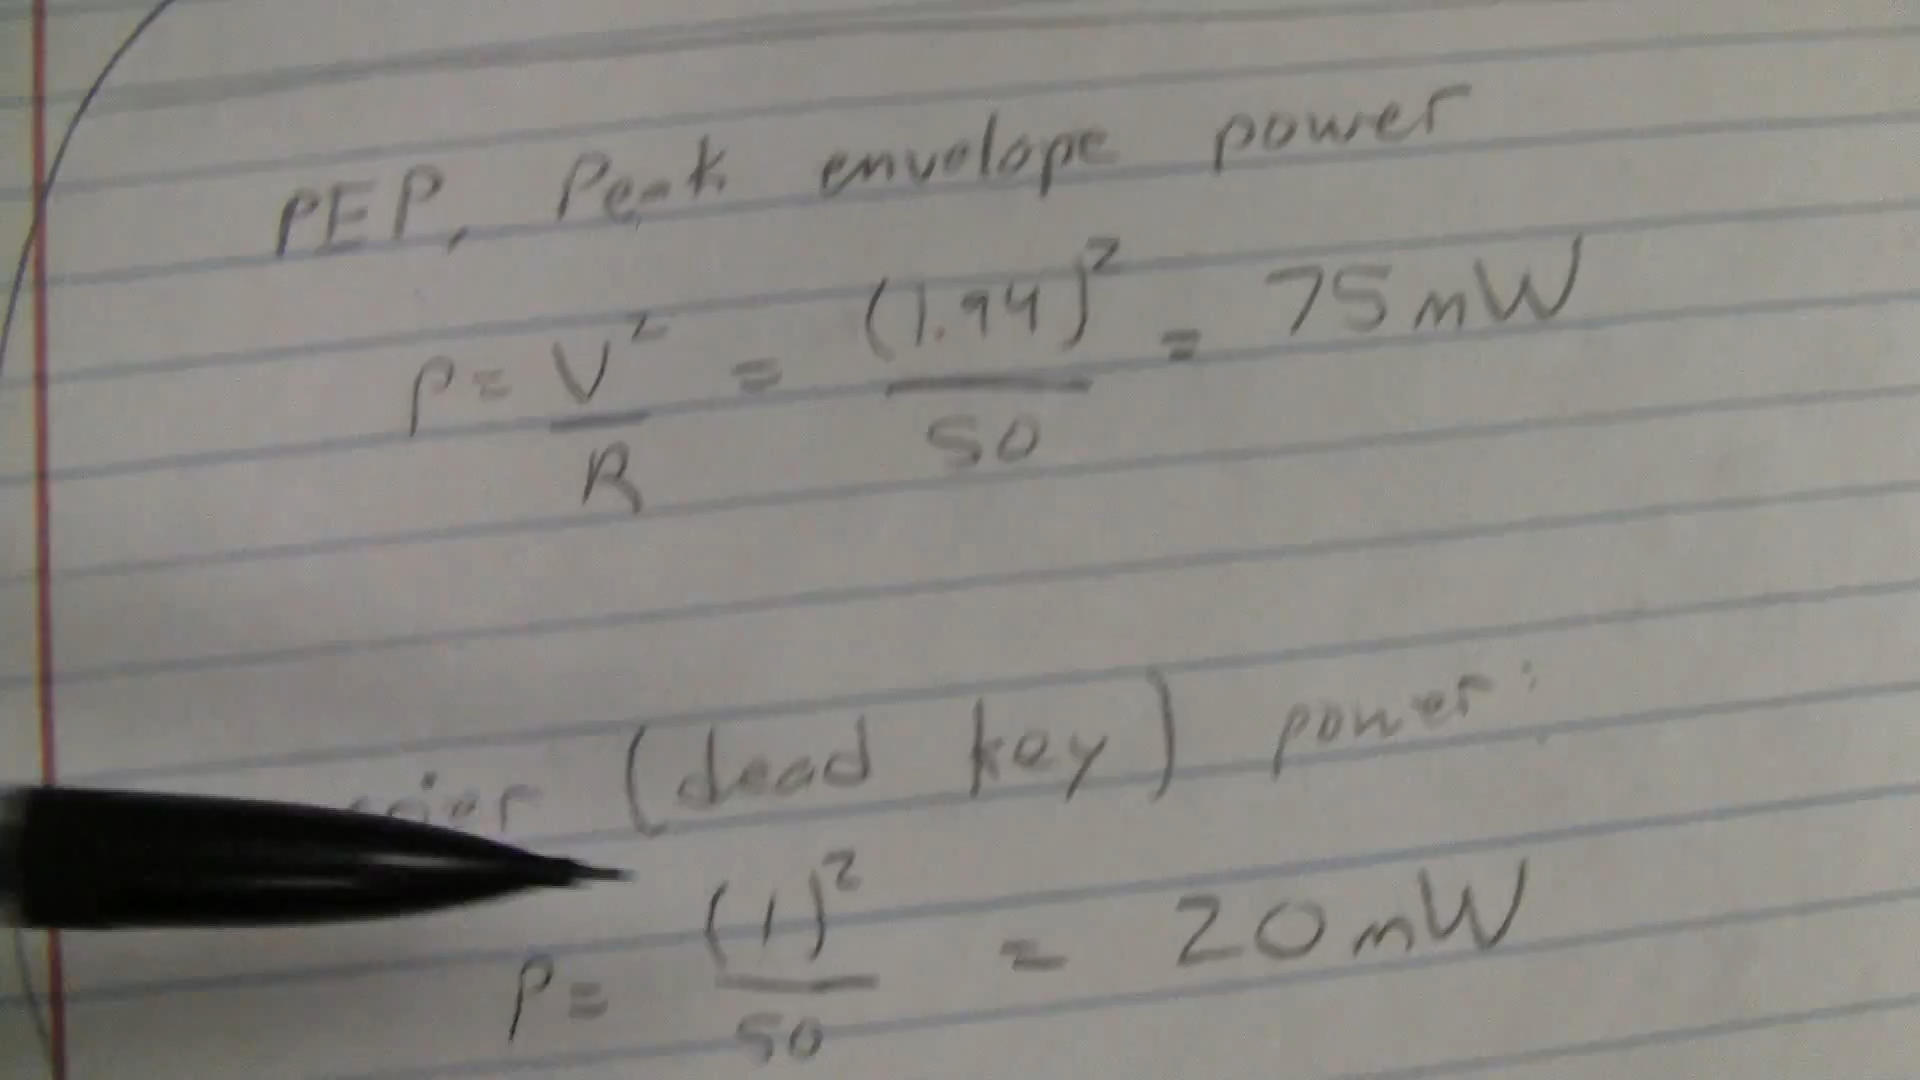 PEP, Peak envelope power
P = V² / R = (1.94)² / 50 = 75 mW
(dead key) power:
P = (1)² / 50 = 20 mW